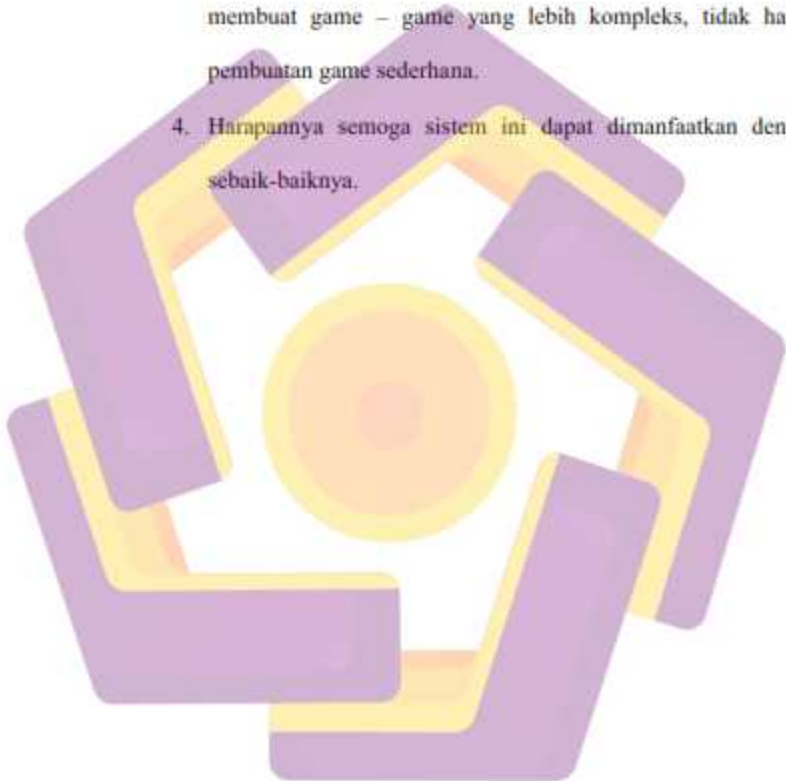 membuat game – game yang lebih kompleks, tidak ha
pembuatan game sederhana.
4. Harapannya semoga sistem ini dapat dimanfaatkan den
sebaik-baiknya.